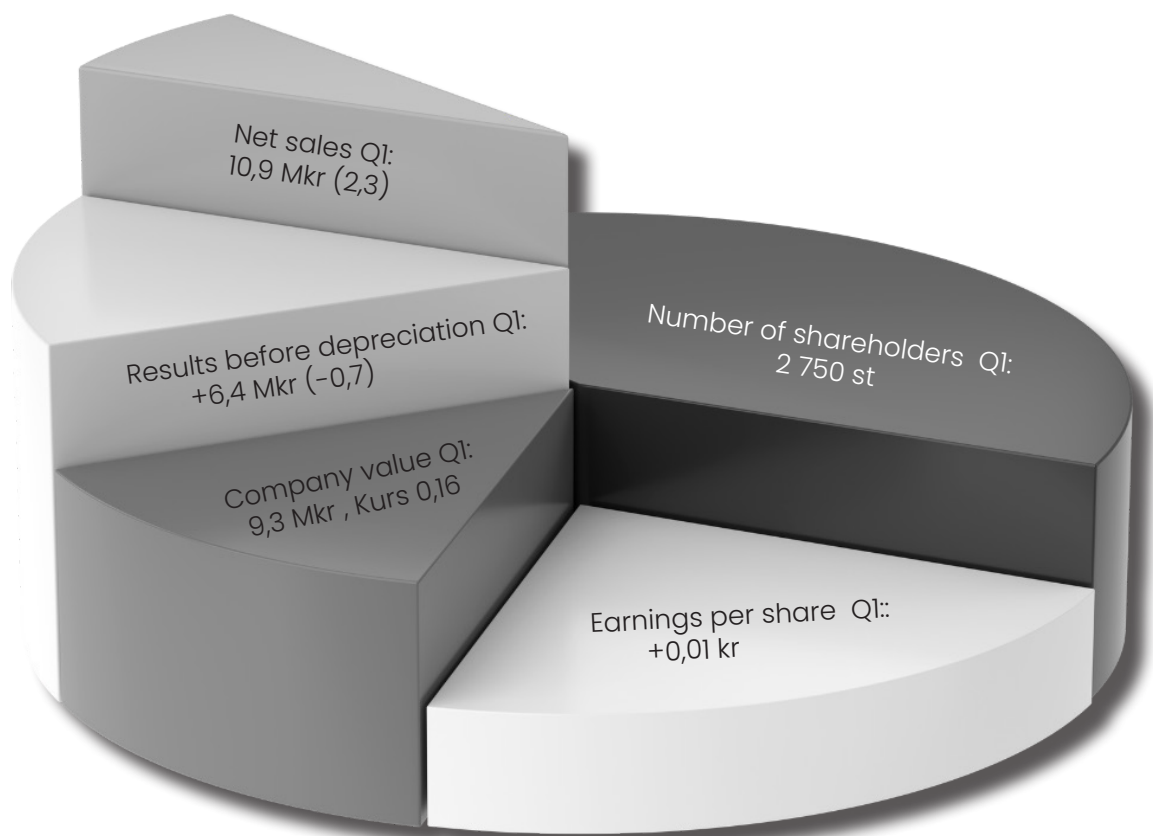 Net sales Q1:
10,9 Mkr (2,3)
Results before depreciation Q1:
+6,4 Mkr (-0,7)
Company value Q1:
9,3 Mkr , Kurs 0,16
Number of shareholders Q1:
2 750 st
Earnings per share Q1::
+0,01 kr